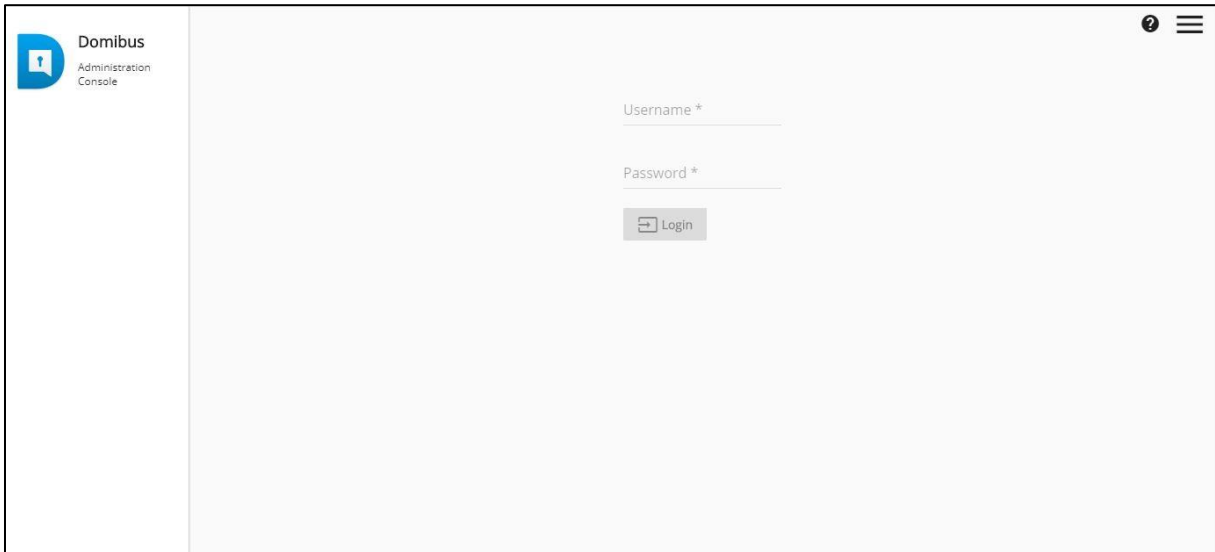 Domibus
Administration
Console
Username *
Password *
Login